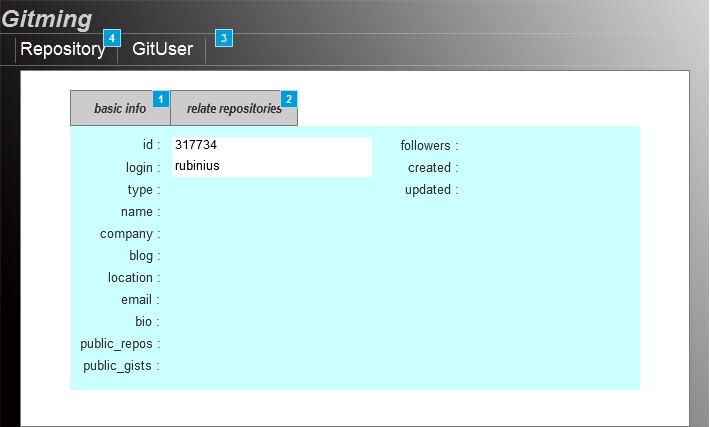 Gitming
Repository 4 GitUser 3
basic info 1 relate repositories 2
id : 317734 followers :
login : rubinius created :
type : updated :
name :
company :
blog :
location :
email :
bio :
public_repos :
public_gists :